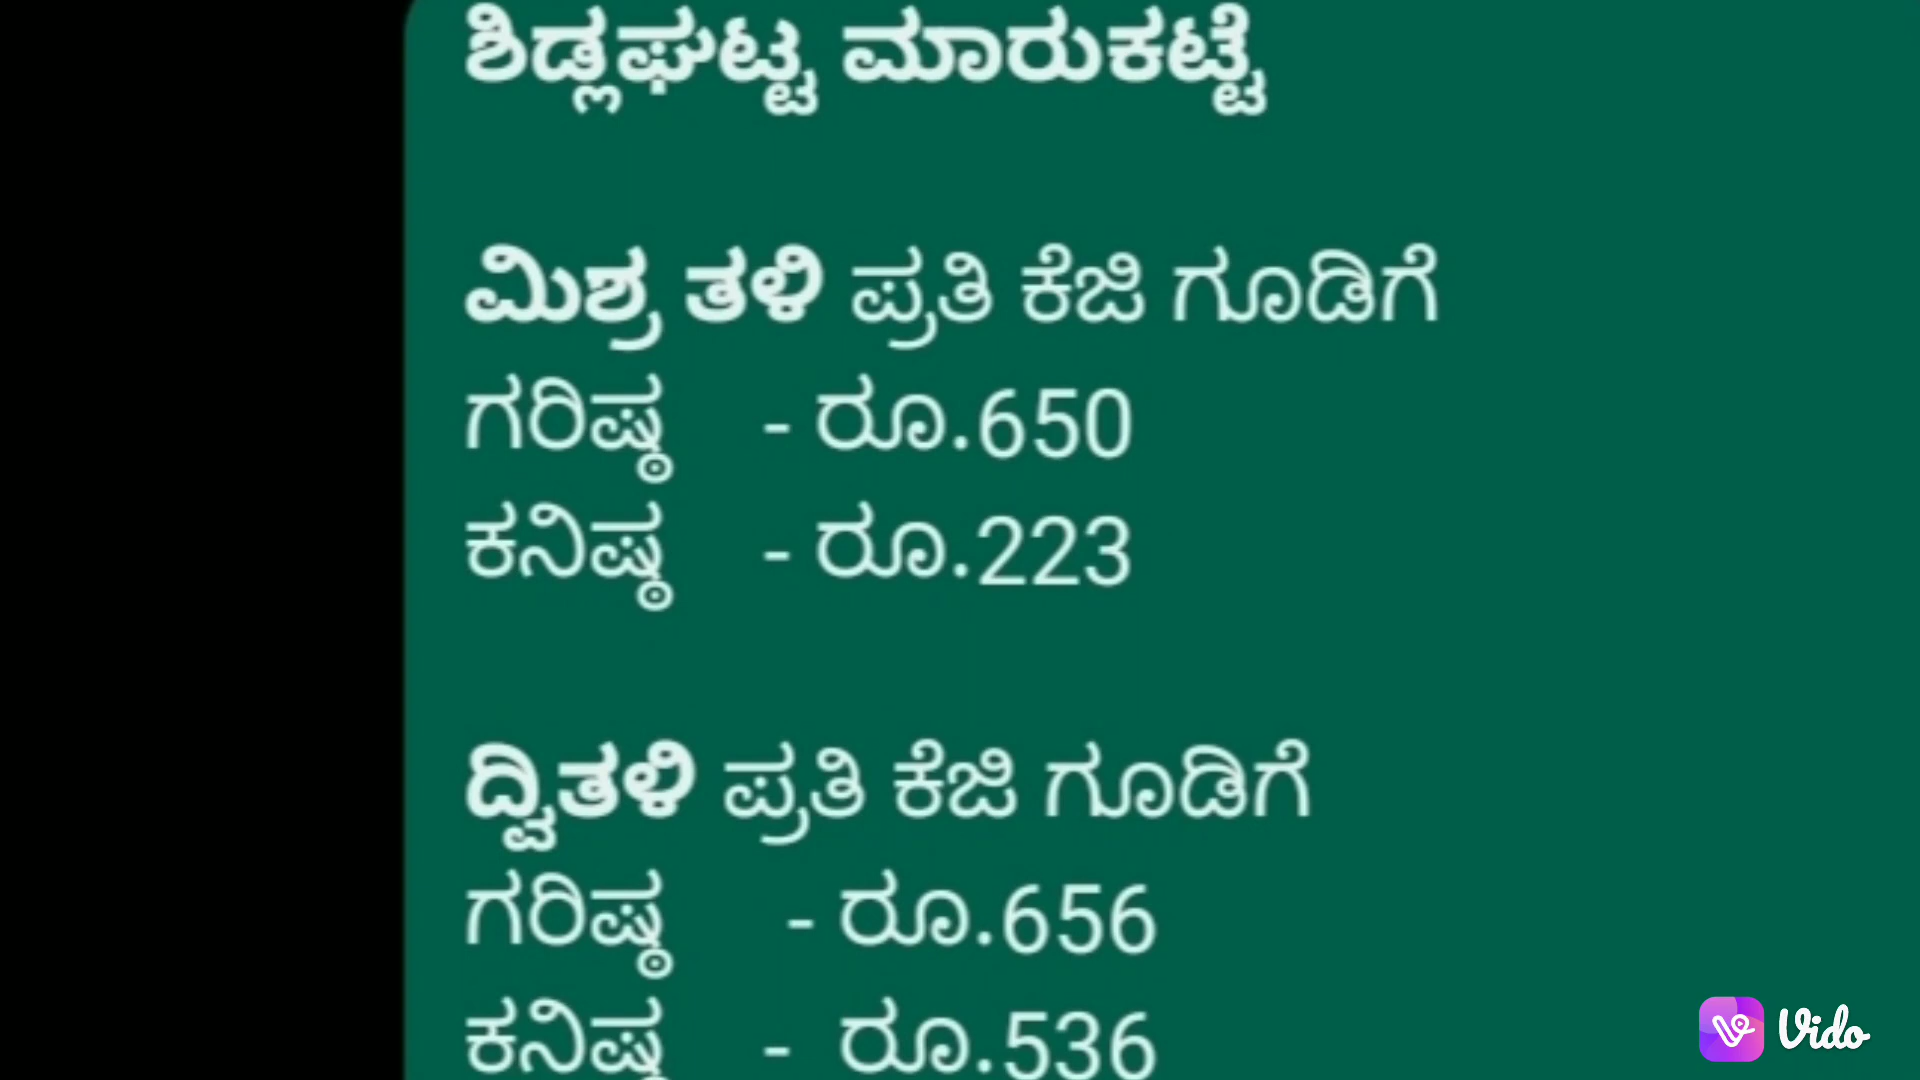 ಶಿಡ್ಲಘಟ್ಟ ಮಾರುಕಟ್ಟೆ
ಮಿಶ್ರ ತಳಿ ಪ್ರತಿ ಕೆಜಿ ಗೂಡಿಗೆ
ಗರಿಷ್ಠ - ರೂ.650
ಕನಿಷ್ಠ - ರೂ.223
ದ್ವಿತಳಿ ಪ್ರತಿ ಕೆಜಿ ಗೂಡಿಗೆ
ಗರಿಷ್ಠ - ರೂ.656
ಕನಿಷ್ಠ - ರೂ.536
Vido